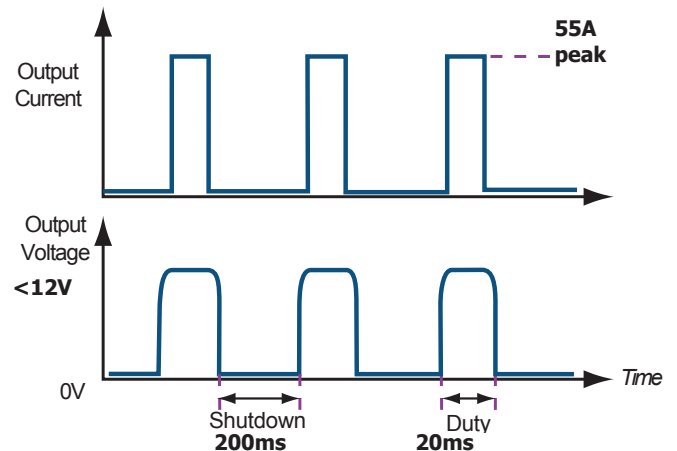 55A
peak
Output
Current
Output
Voltage
<12V
0V
Time
Shutdown
200ms
Duty
20ms